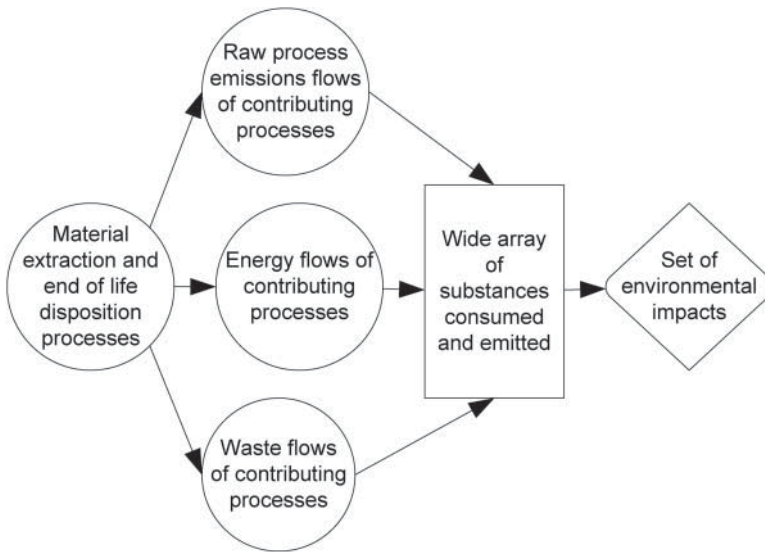 Raw process
emissions flows
of contributing
processes
Material
extraction and
end of life
disposition
processes
Energy flows of
contributing
processes
Waste flows
of contributing
processes
Wide array
of
substances
consumed
and emitted
Set of
environmental
impacts